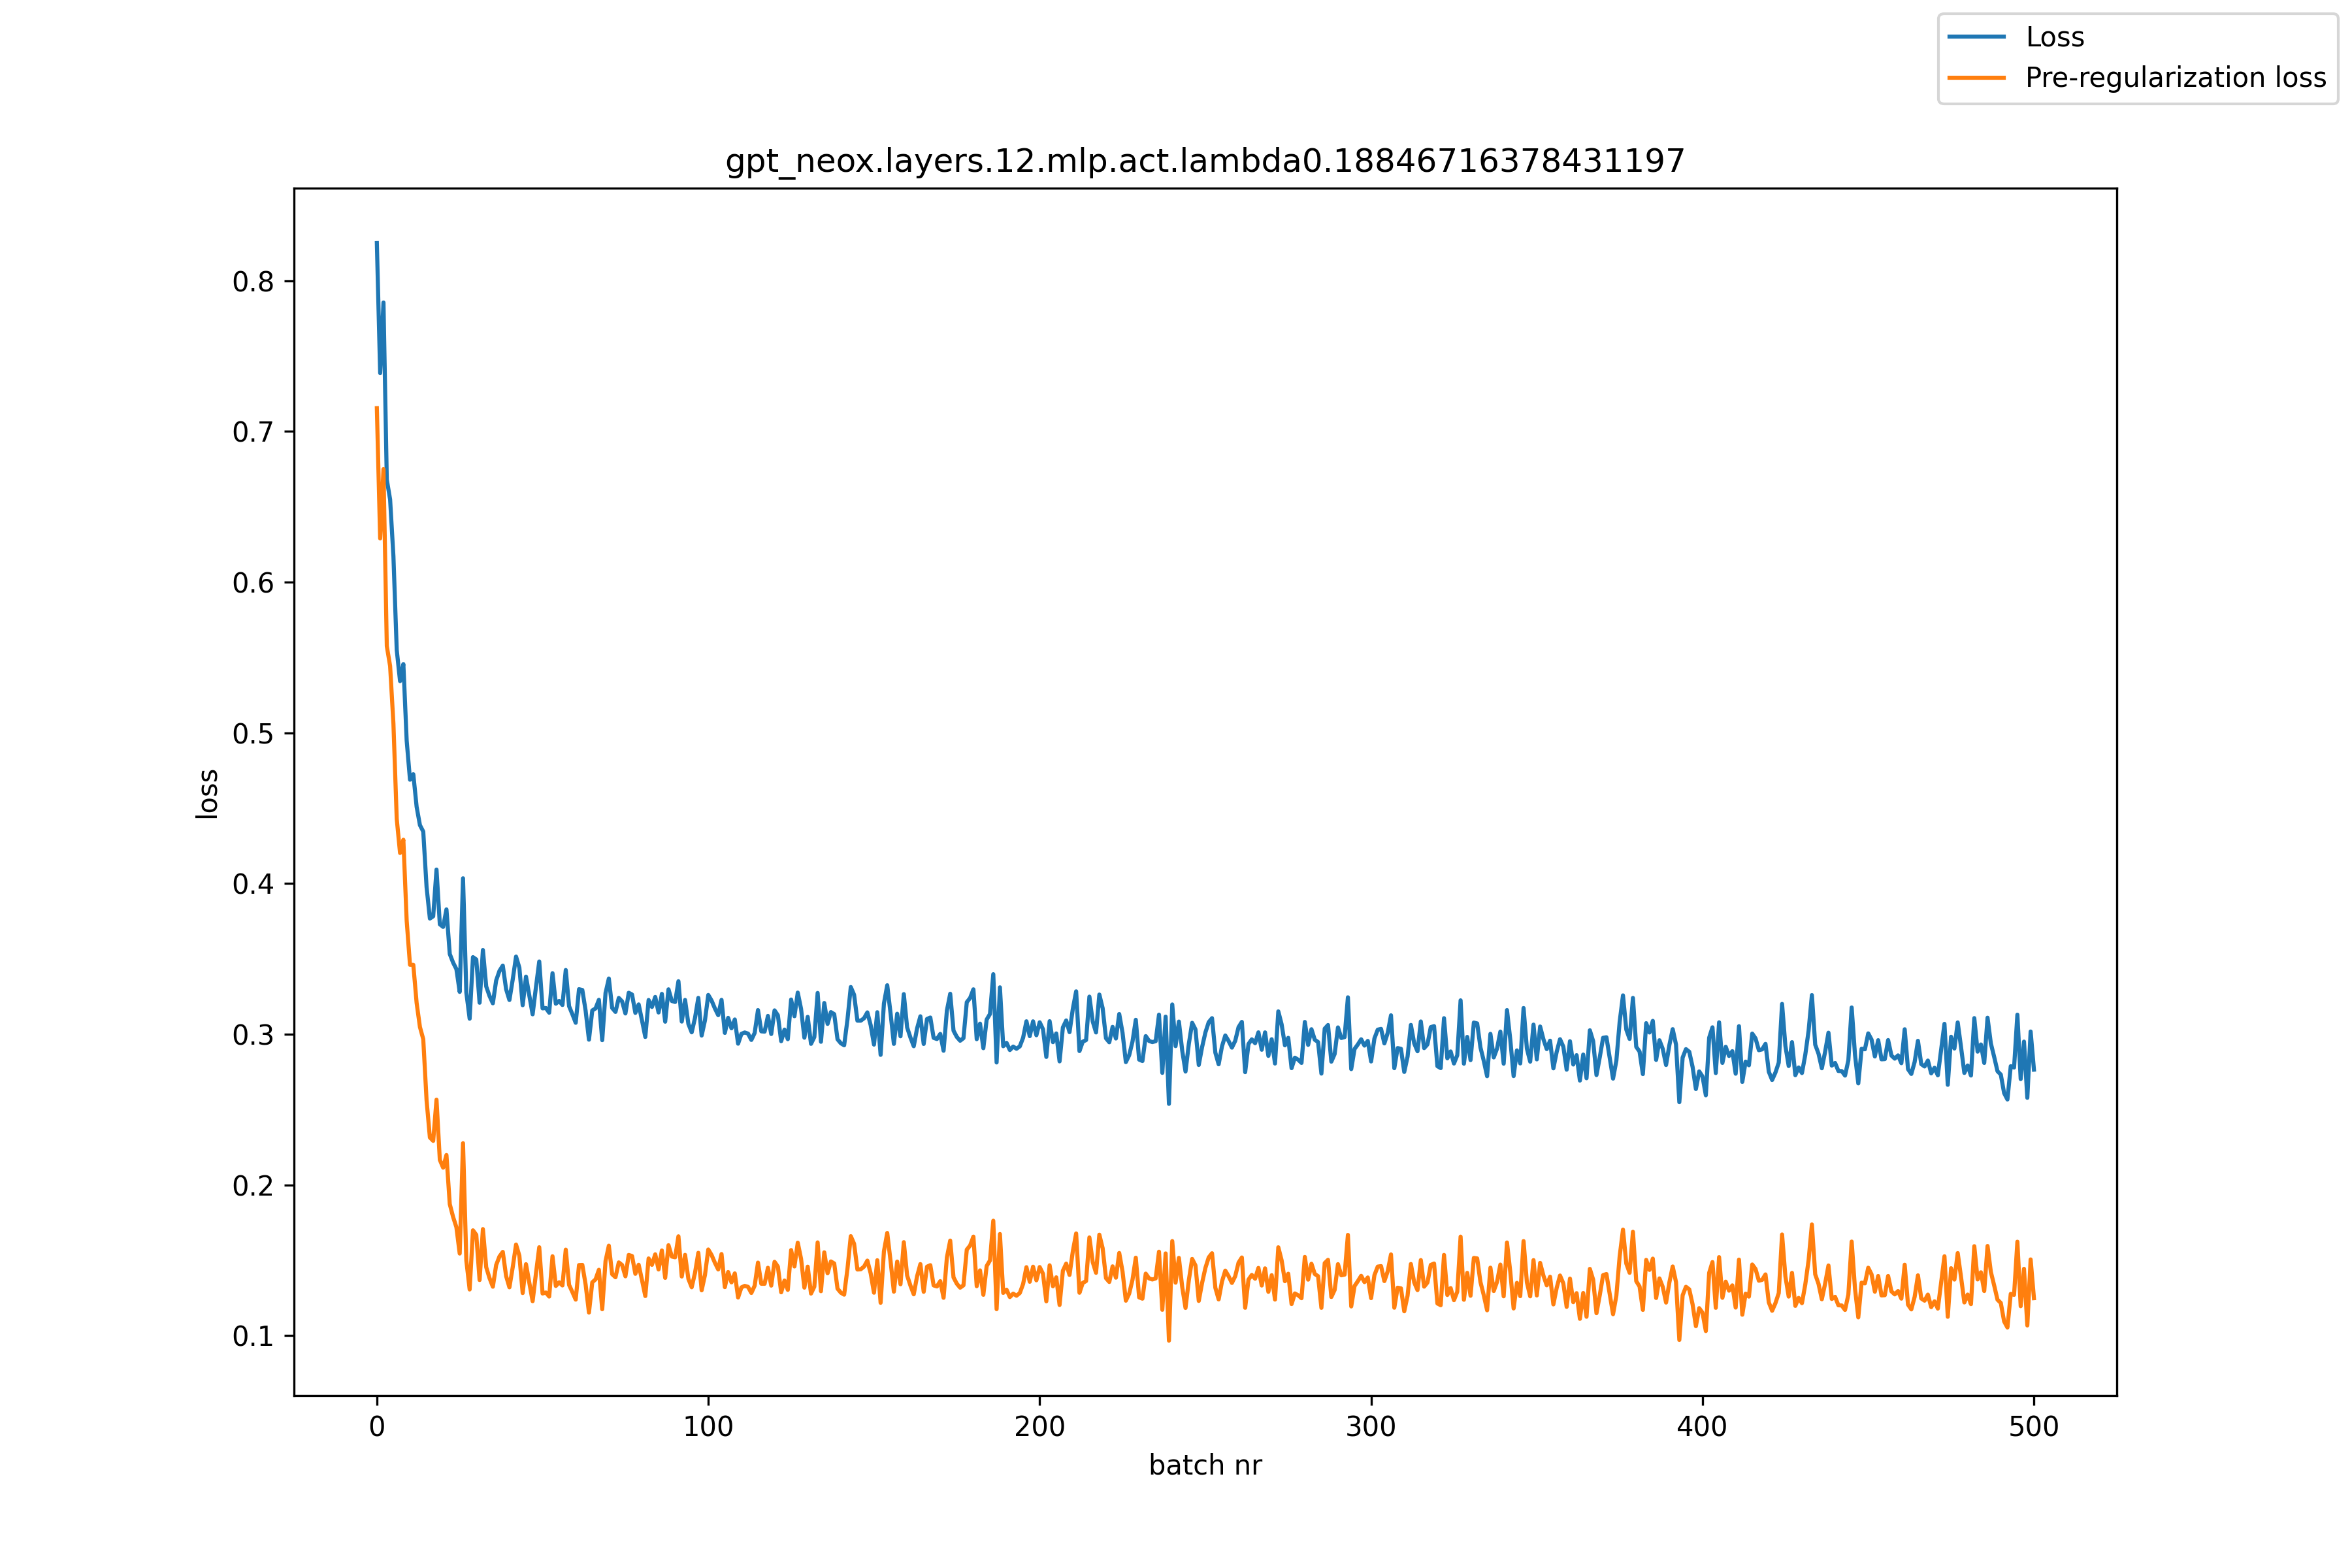 Loss
Pre-regularization loss
gpt_neox.layers.12.mlp.act.lambda0.18846716378431197
0.8
0.7
0.6
0.5
0.4
0.3
0.2
0.1
loss
0 100 200 300 400 500
batch nr